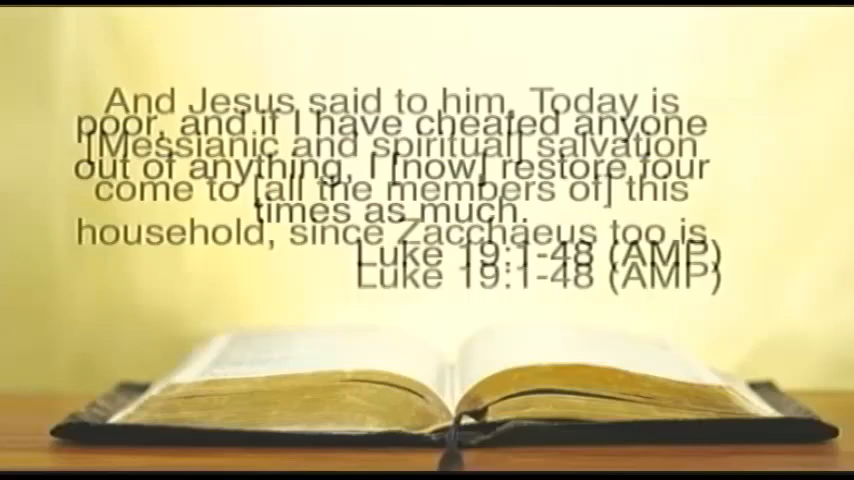 And Jesus said to him, Today is
poor, and if I have cheated anyone
[Messianic and spiritual] salvation
out of anything, I [now] restore four
come to [all the members of] this
times as much.
household, since Zacchaeus too is
Luke 19:1-48 (AMP)
Luke 19:1-48 (AMP)